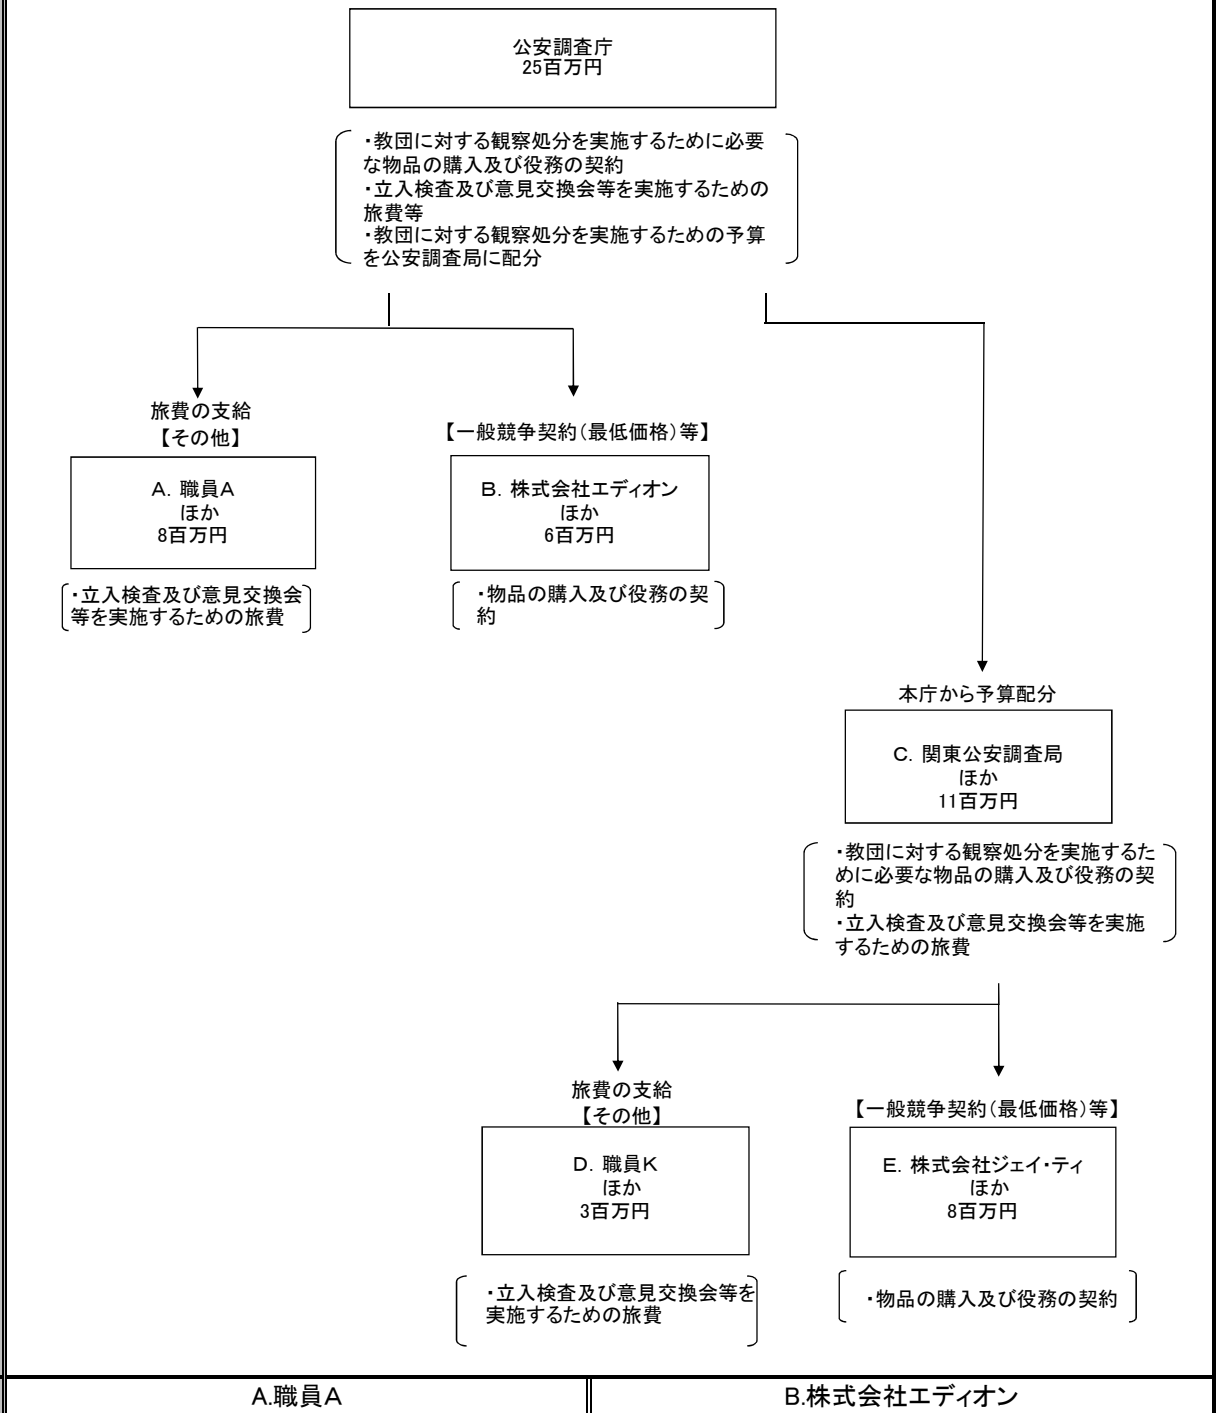 公安調査庁
25百万円
・教団に対する観察処分を実施するために必要
な物品の購入及び役務の契約
・立入検査及び意見交換会等を実施するための
旅費等
・教団に対する観察処分を実施するための予算
を公安調査局に配分
旅費の支給
【その他】
A. 職員A
ほか
8百万円
・立入検査及び意見交換会
等を実施するための旅費
【一般競争契約(最低価格)等】
B. 株式会社エディオン
ほか
6百万円
・物品の購入及び役務の契
約
本庁から予算配分
C. 関東公安調査局
ほか
11百万円
・教団に対する観察処分を実施するた
めに必要な物品の購入及び役務の契
約
・立入検査及び意見交換会等を実施
するための旅費
旅費の支給
【その他】
D. 職員K
ほか
3百万円
・立入検査及び意見交換会等を
実施するための旅費
【一般競争契約(最低価格)等】
E. 株式会社ジェイ・ティ
ほか
8百万円
・物品の購入及び役務の契約
A.職員A
B.株式会社エディオン